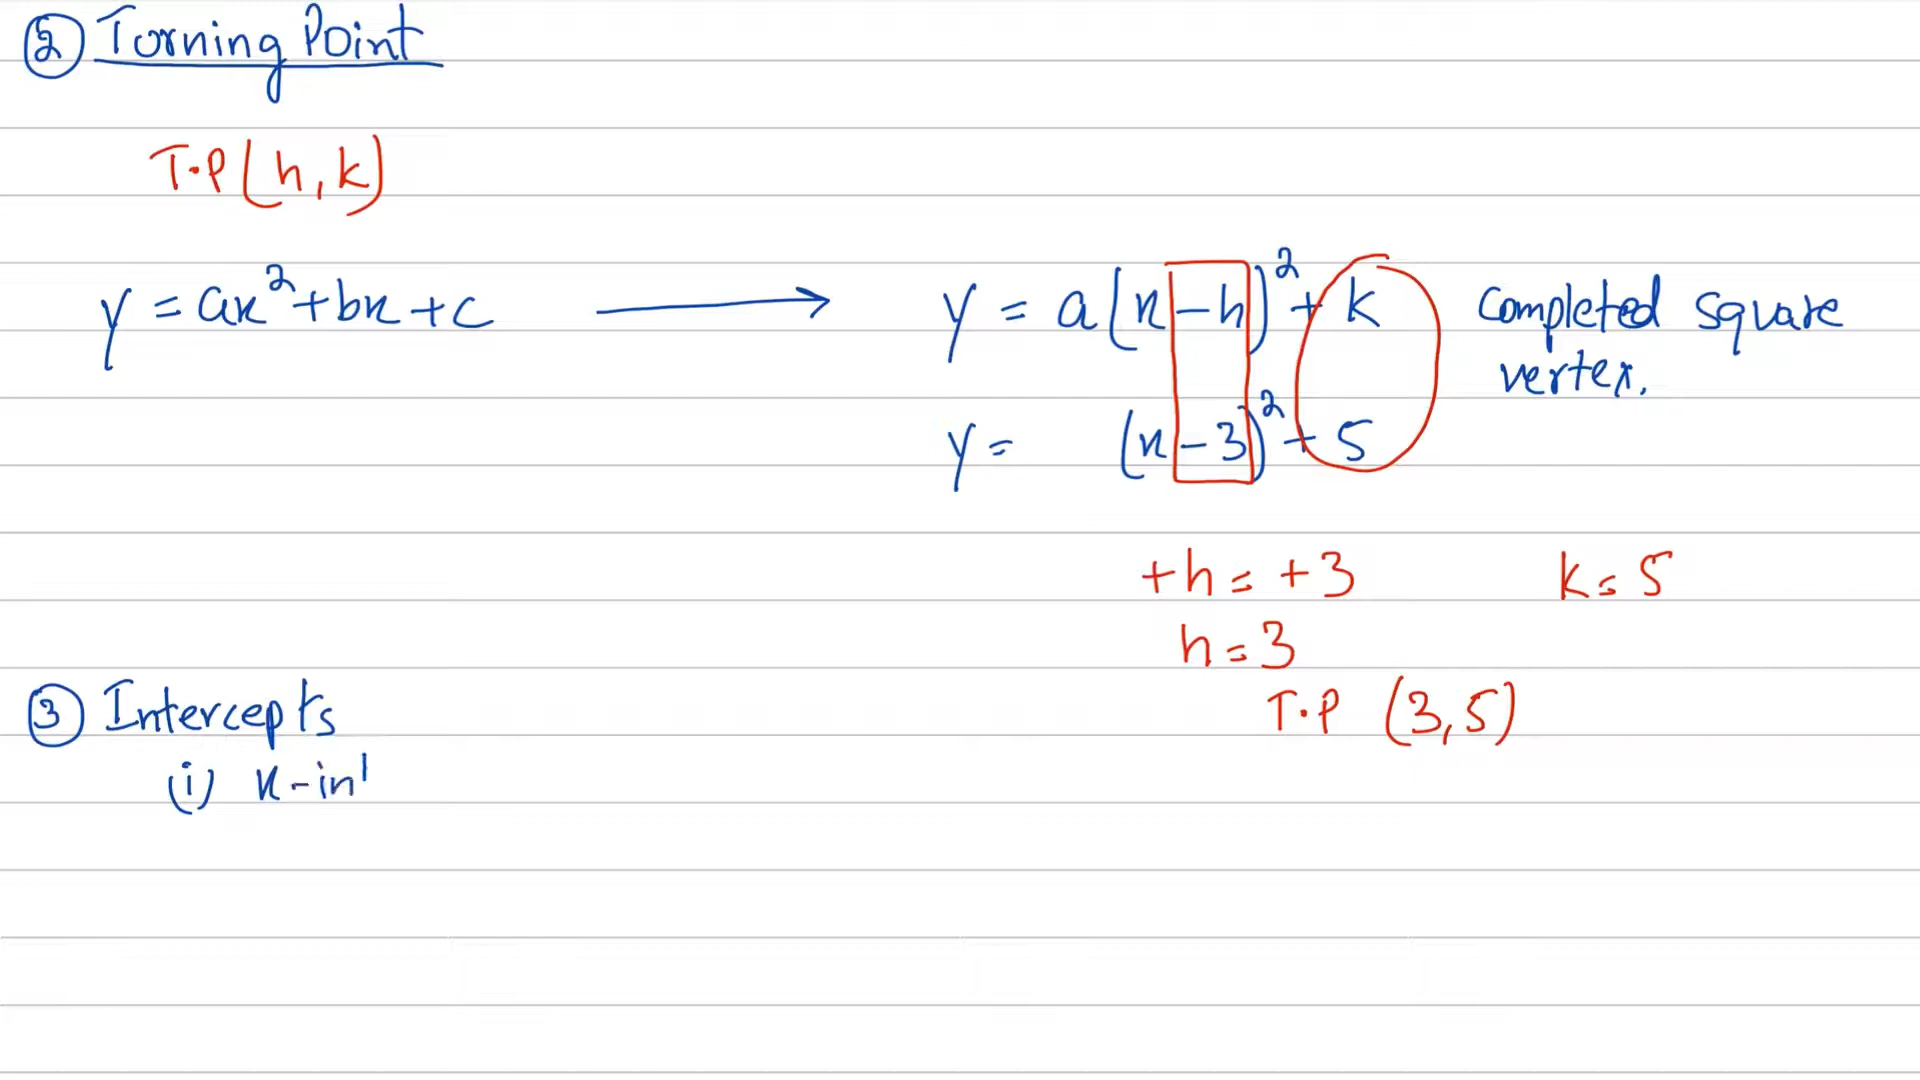 ② Turning Point
T.P (h, k)
y = ax² + bx + c ⟶ y = a(x - h)² + k Completed square
vertex.
y = (x - 3)² + 5
+h = +3 k = 5
h = 3
T.P (3, 5)
③ Intercepts
(i) x-in